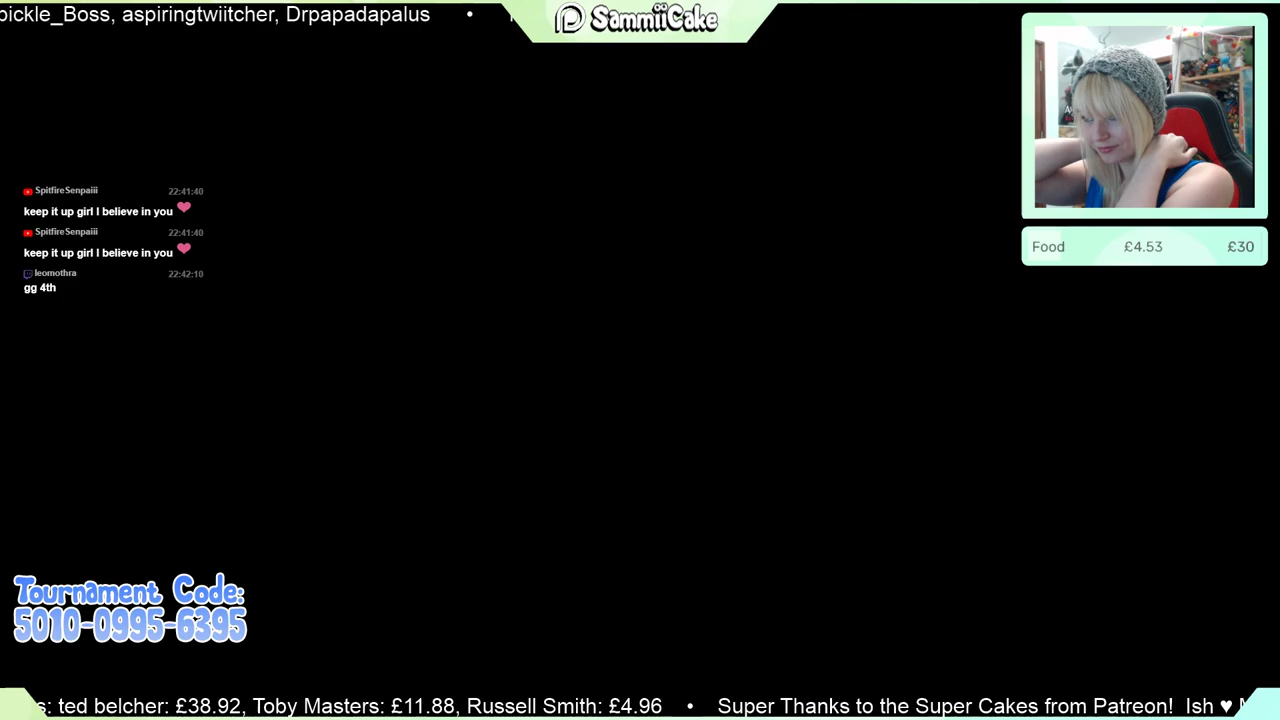 pickle_Boss, aspiringtwiitcher, Drpapadapalus •
SammiiCake
SpitfireSenpaiii 22:41:40
keep it up girl I believe in you ❤
SpitfireSenpaiii 22:41:40
keep it up girl I believe in you ❤
leomothra 22:42:10
gg 4th
Food £4.53 £30
Tournament Code:
5010-0995-6395
s: ted belcher: £38.92, Toby Masters: £11.88, Russell Smith: £4.96 • Super Thanks to the Super Cakes from Patreon! Ish ♥